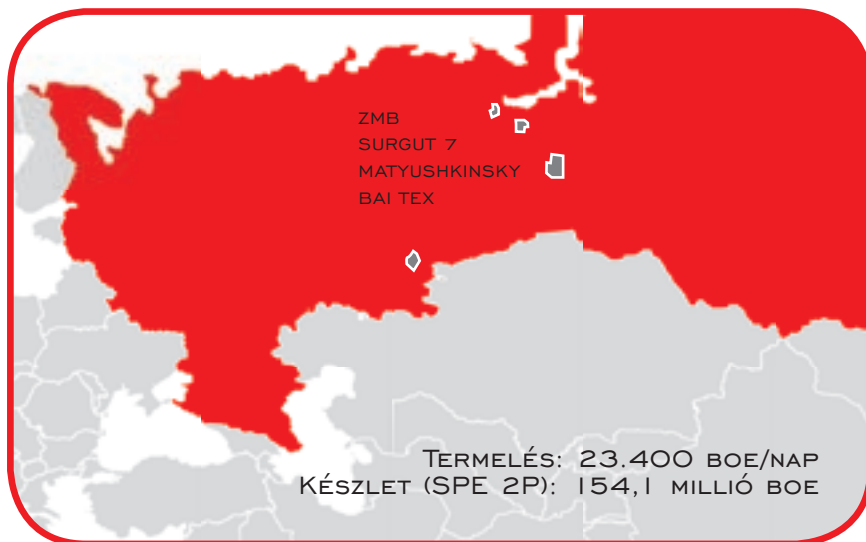 ZMB
SURGUT 7
MATYUSHKINSKY
BAI TEX
TERMELÉS: 23.400 BOE/NAP
KÉSZLET (SPE 2P): 154,1 MILLIÓ BOE